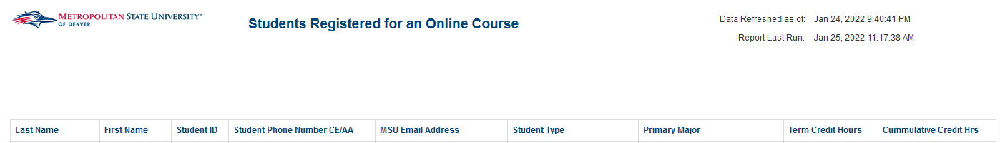 METROPOLITAN STATE UNIVERSITY™
OF DENVER
Students Registered for an Online Course
Data Refreshed as of: Jan 24, 2022 9:40:41 PM
Report Last Run: Jan 25, 2022 11:17:38 AM
Last Name First Name Student ID Student Phone Number CE/AA MSU Email Address Student Type Primary Major Term Credit Hours Cummulative Credit Hrs